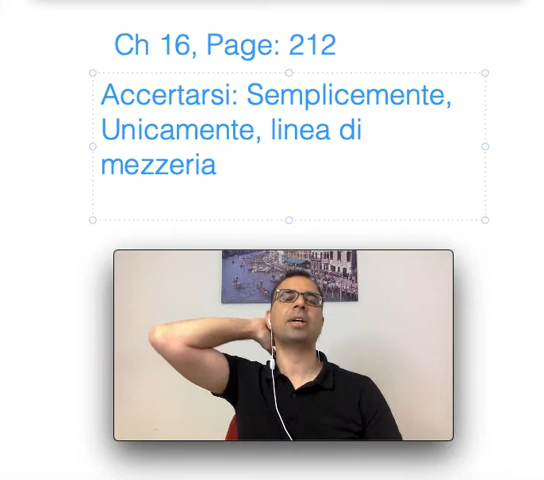 Ch 16, Page: 212
Accertarsi: Semplicemente,
Unicamente, linea di
mezzeria